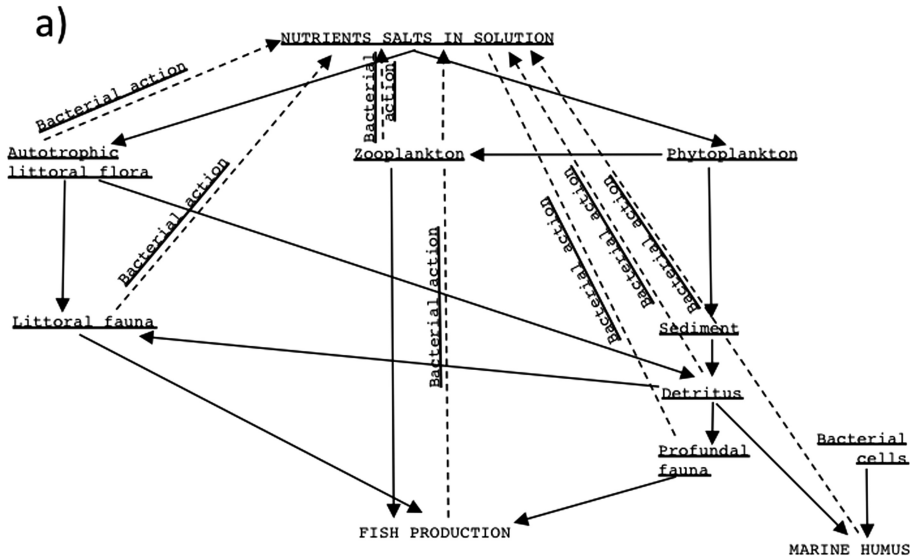 a)
NUTRIENTS SALTS IN SOLUTION
Bacterial action
Bacterial
action
Autotrophic
littoral flora
Zooplankton
Phytoplankton
Bacterial action
Bacterial action
Bacterial action
Bacterial action
Bacterial action
Littoral fauna
Sediment
Detritus
Profundal
fauna
Bacterial
cells
FISH PRODUCTION
MARINE HUMUS